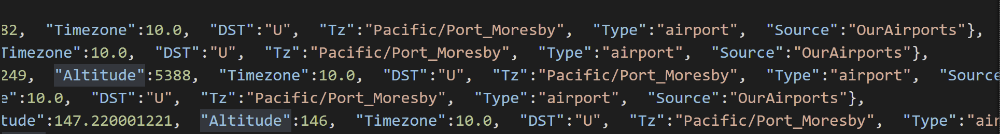 82,  "Timezone":10.0,  "DST":"U",  "Tz":"Pacific/Port_Moresby",  "Type":"airport",  "Source":"OurAirports"},
Timezone":10.0,  "DST":"U",  "Tz":"Pacific/Port_Moresby",  "Type":"airport",  "Source":"OurAirports"},
249,  "Altitude":5388,  "Timezone":10.0,  "DST":"U",  "Tz":"Pacific/Port_Moresby",  "Type":"airport",  "Source
e":10.0,  "DST":"U",  "Tz":"Pacific/Port_Moresby",  "Type":"airport",  "Source":"OurAirports"},
tude":147.220001221,  "Altitude":146,  "Timezone":10.0,  "DST":"U",  "Tz":"Pacific/Port_Moresby",  "Type":"air